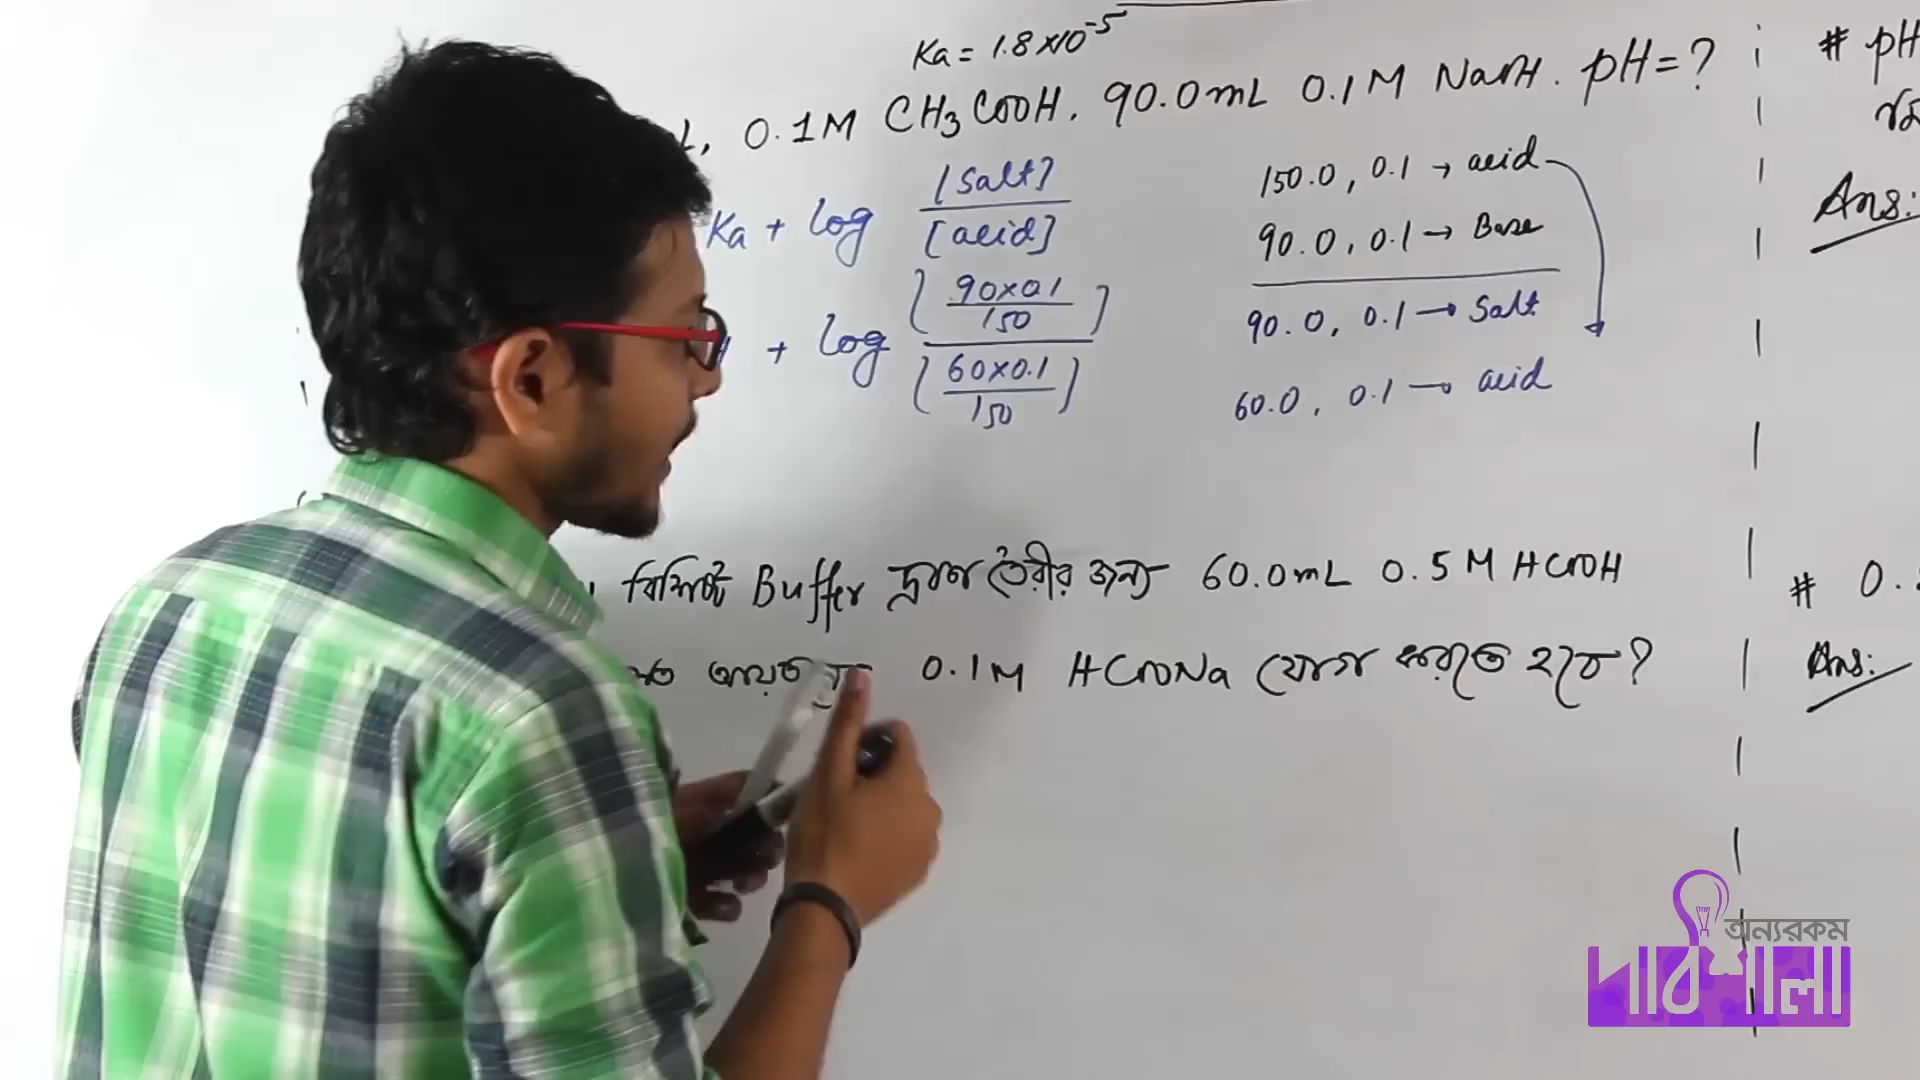 Ka = 1.8×10⁻⁵
L, 0.1M CH₃COOH, 90.0mL 0.1M NaOH. pH=?
Ka + log [Salt]/[acid]
+ log [90×0.1/150]/[60×0.1/150]
150.0, 0.1 → acid
90.0, 0.1 → Base
90.0, 0.1 → Salt
60.0, 0.1 → acid
বিশিষ্ট Buffer দ্রবণ তৈরীর জন্য 60.0mL 0.5M HCOOH
0.1M HCOONa যোগ করতে হবে?
# pH
Ans:
# 0.
Ans:
অন্যরকম
পাঠশালা